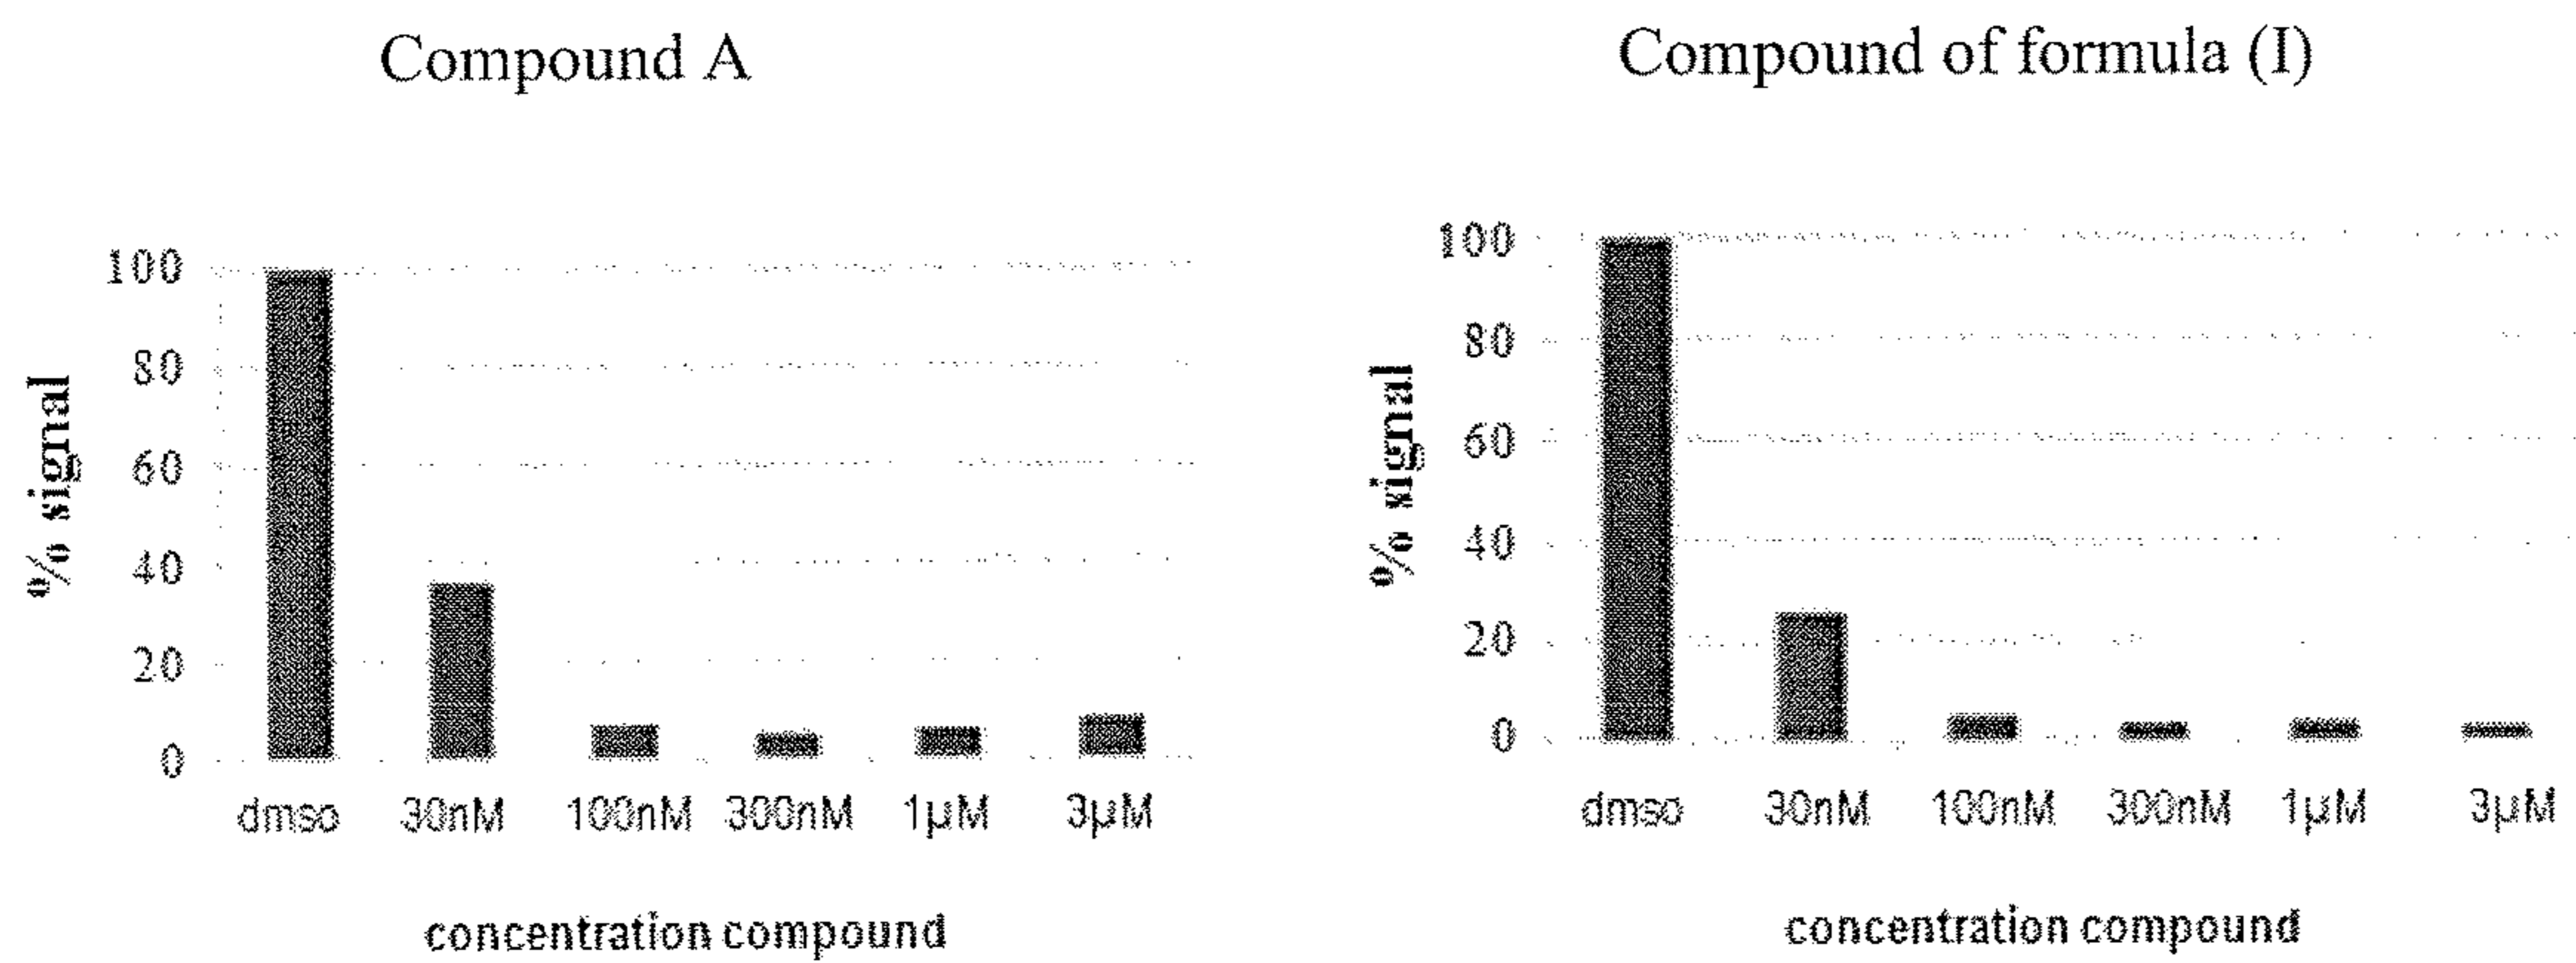 Compound A
% signal
100
80
60
40
20
0
dmso 30nM 100nM 300nM 1µM 3µM
concentration compound
Compound of formula (I)
% signal
100
80
60
40
20
0
dmso 30nM 100nM 300nM 1µM 3µM
concentration compound